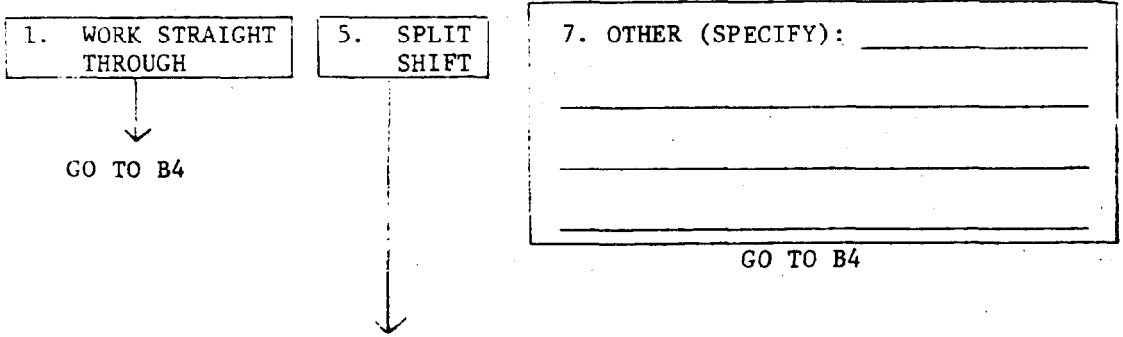 1. WORK STRAIGHT
THROUGH
GO TO B4
5. SPLIT
SHIFT
7. OTHER (SPECIFY):
GO TO B4